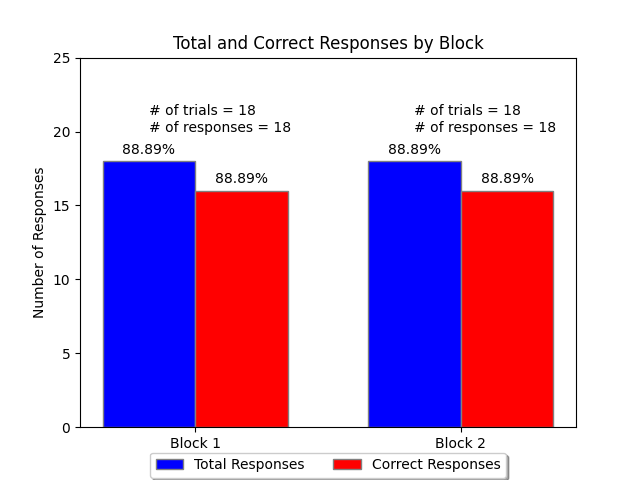 Total and Correct Responses by Block
25
20
15
10
5
0
Number of Responses
# of trials = 18
# of responses = 18
88.89%
88.89%
# of trials = 18
# of responses = 18
88.89%
88.89%
Block 1
Block 2
Total Responses
Correct Responses